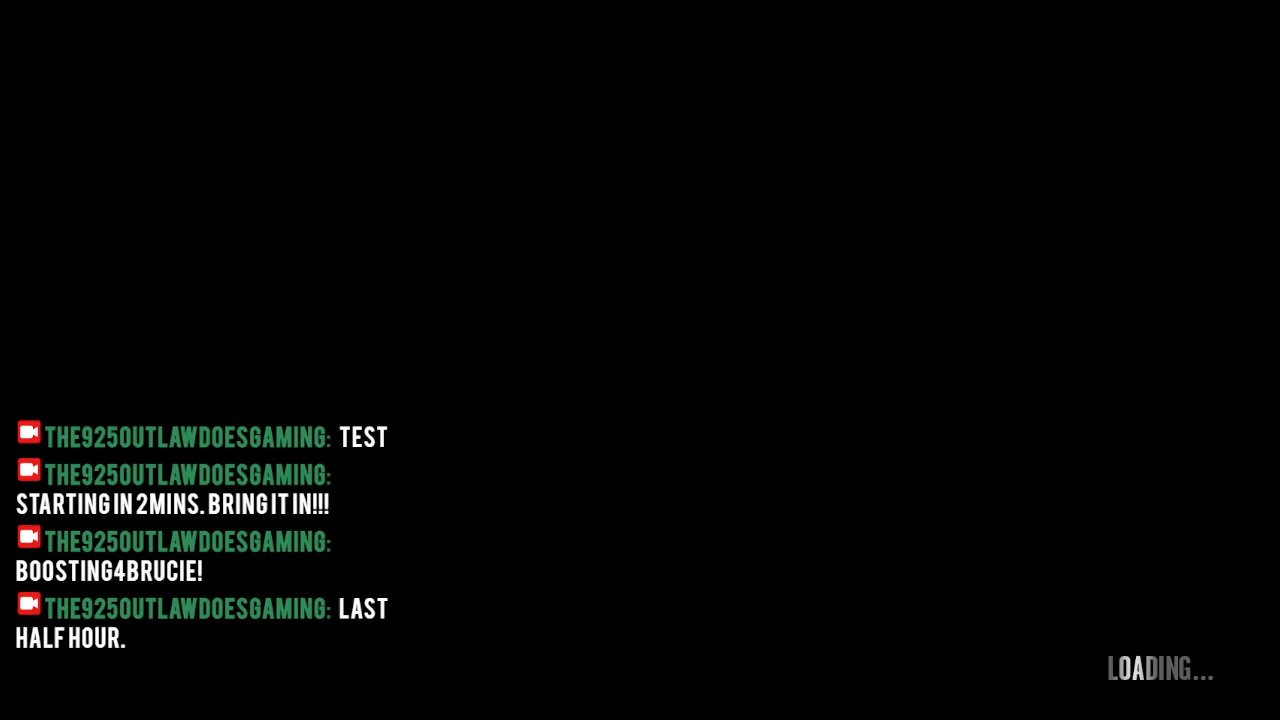 THE925OUTLAWDOESGAMING: TEST
THE925OUTLAWDOESGAMING:
STARTING IN 2MINS. BRING IT IN!!!
THE925OUTLAWDOESGAMING:
BOOSTING4BRUCIE!
THE925OUTLAWDOESGAMING: LAST
HALF HOUR.
LOADING...